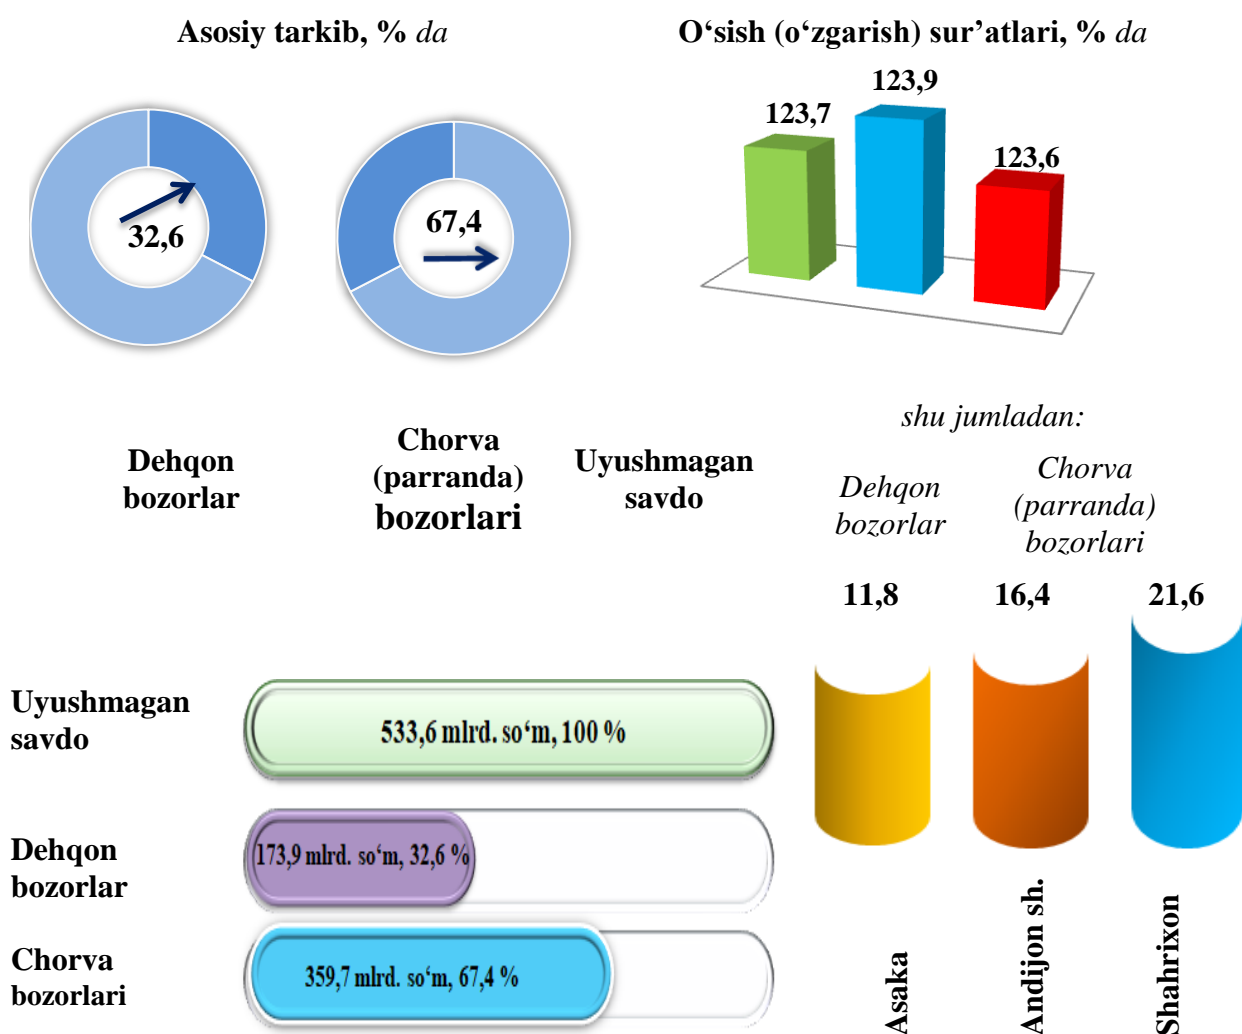 Asosiy tarkib, % da
O‘sish (o‘zgarish) sur’atlari, % da
32,6
67,4
123,7
123,9
123,6
Dehqon
bozorlar
Chorva
(parranda)
bozorlari
Uyushmagan
savdo
shu jumladan:
Dehqon
bozorlar
Chorva
(parranda)
bozorlari
11,8
16,4
21,6
Uyushmagan
savdo
533,6 mlrd. so‘m, 100 %
Dehqon
bozorlar
173,9 mlrd. so‘m, 32,6 %
Chorva
bozorlari
359,7 mlrd. so‘m, 67,4 %
Asaka
Andijon sh.
Shahrixon